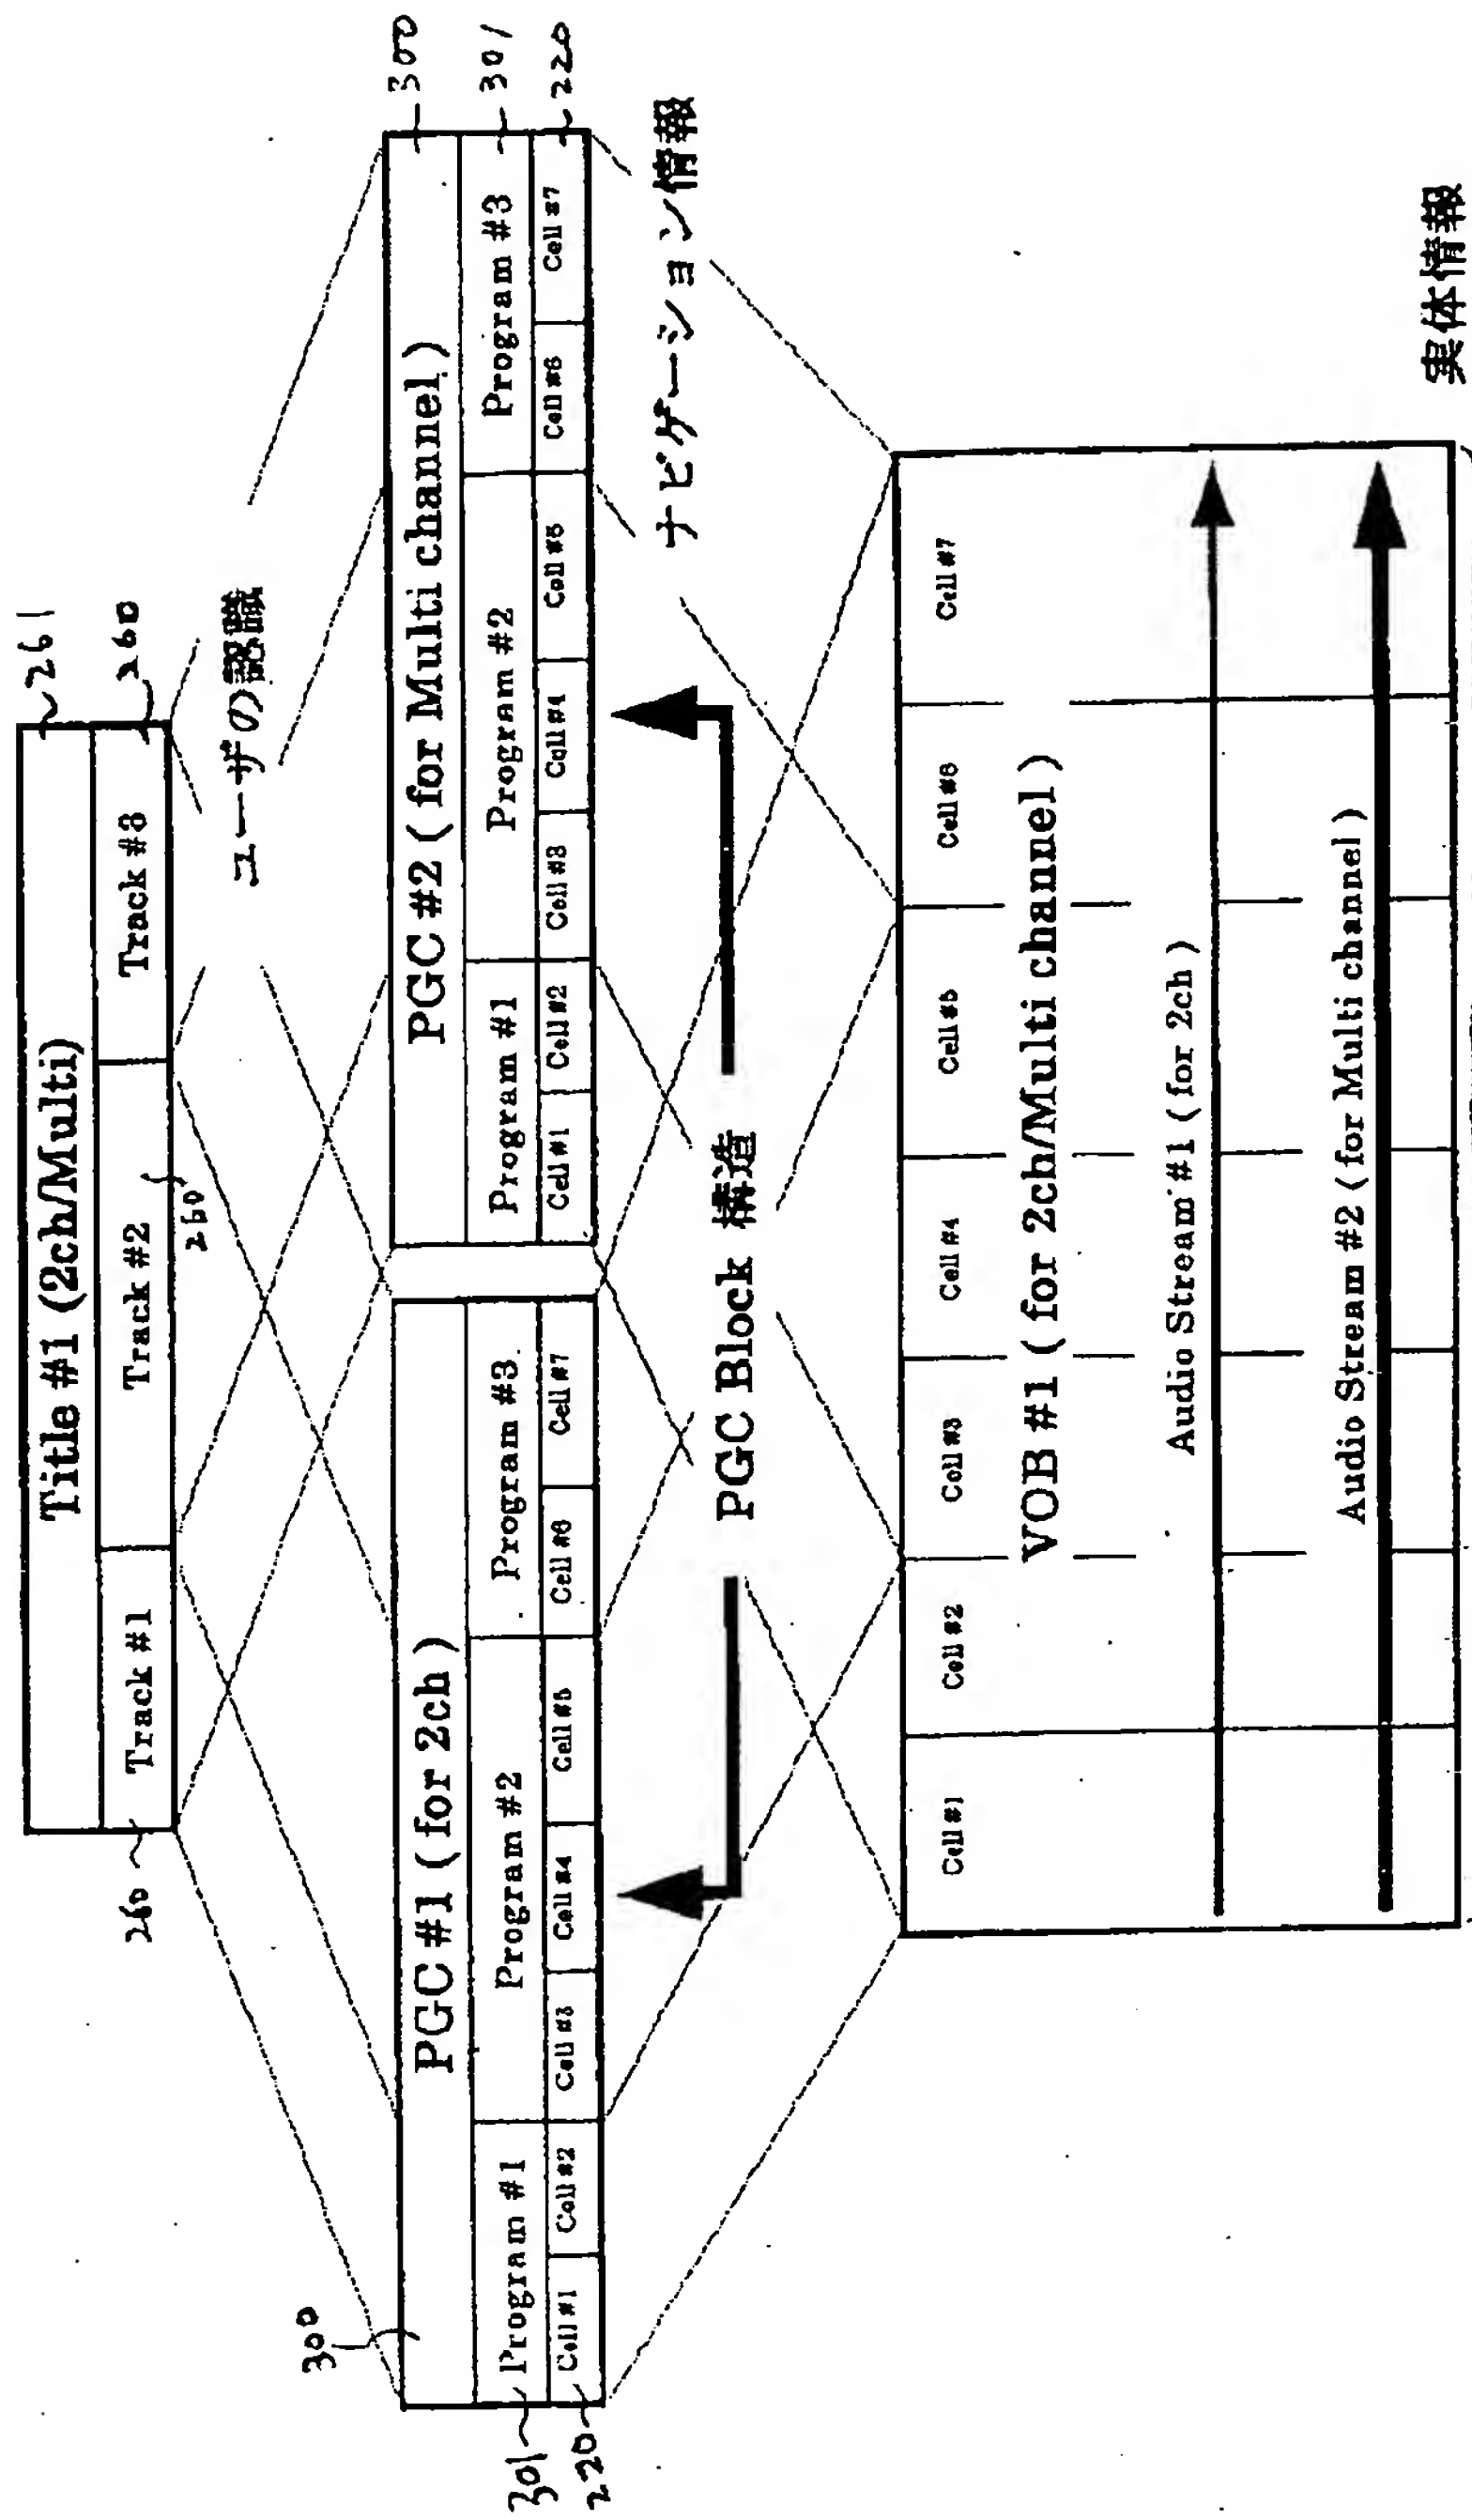 Title #1 (2ch/Multi)
261
Track #1
Track #2
Track #3
260
260
260
ユーザの認識
300
PGC #1 ( for 2ch )
PGC #2 ( for Multi channel )
300
301
Program #1
Program #2
Program #3
Program #1
Program #2
Program #3
301
220
Cell #1
Cell #2
Cell #3
Cell #4
Cell #5
Cell #6
Cell #7
Cell #1
Cell #2
Cell #3
Cell #4
Cell #5
Cell #6
Cell #7
220
ナビゲーション情報
PGC Block 構造
Cell #1
Cell #2
Cell #3
Cell #4
Cell #5
Cell #6
Cell #7
VOB #1 ( for 2ch/Multi channel )
Audio Stream #1 ( for 2ch )
Audio Stream #2 ( for Multi channel )
実体情報